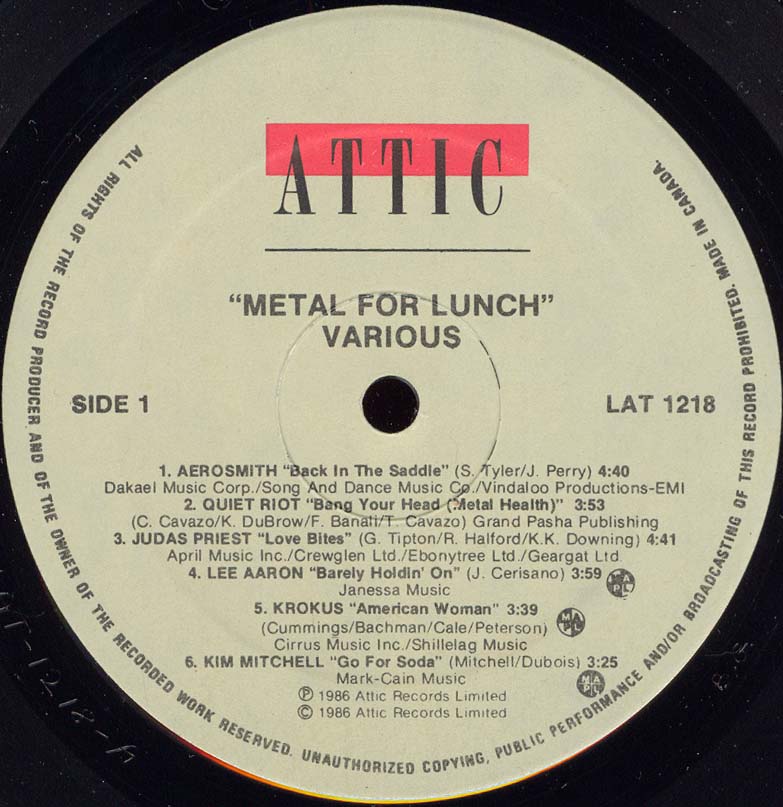 ATTIC
"METAL FOR LUNCH"
VARIOUS
SIDE 1
LAT 1218
1. AEROSMITH "Back In The Saddle" (S. Tyler/J. Perry) 4:40
Dakael Music Corp./Song And Dance Music Co./Vindaloo Productions-EMI
2. QUIET RIOT "Bang Your Head (Metal Health)" 3:53
(C. Cavazo/K. DuBrow/F. Banali/T. Cavazo) Grand Pasha Publishing
3. JUDAS PRIEST "Love Bites" (G. Tipton/R. Halford/K.K. Downing) 4:41
April Music Inc./Crewglen Ltd./Ebonytree Ltd./Geargat Ltd.
4. LEE AARON "Barely Holdin' On" (J. Cerisano) 3:59
Janessa Music
MAPL
5. KROKUS "American Woman" 3:39
(Cummings/Bachman/Cale/Peterson)
Cirrus Music Inc./Shillelag Music
MAPL
6. KIM MITCHELL "Go For Soda" (Mitchell/Dubois) 3:25
Mark-Cain Music
MAPL
℗ 1986 Attic Records Limited
© 1986 Attic Records Limited
ALL RIGHTS OF THE RECORD PRODUCER AND OF THE OWNER OF THE RECORDED WORK RESERVED. UNAUTHORIZED COPYING, PUBLIC PERFORMANCE AND/OR BROADCASTING OF THIS RECORD PROHIBITED. MADE IN CANADA.